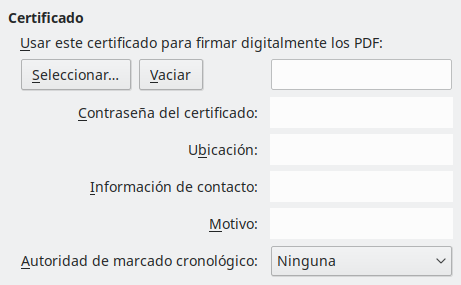 Certificado
Usar este certificado para firmar digitalmente los PDF:
Seleccionar... Vaciar
Contraseña del certificado:
Ubicación:
Información de contacto:
Motivo:
Autoridad de marcado cronológico: Ninguna